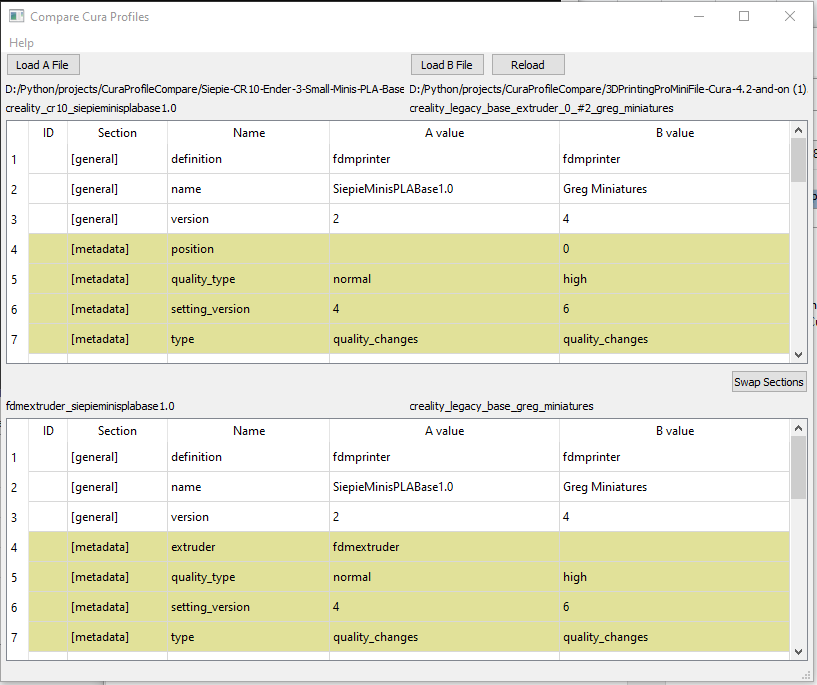 Compare Cura Profiles
Help
Load A File Load B File Reload
D:/Python/projects/CuraProfileCompare/Siepie-CR10-Ender-3-Small-Minis-PLA-Base D:/Python/projects/CuraProfileCompare/3DPrintingProMiniFile-Cura-4.2-and-on (1)
creality_cr10_siepieminisplabase1.0 creality_legacy_base_extruder_0_#2_greg_miniatures
ID Section Name A value B value
1 [general] definition fdmprinter fdmprinter
2 [general] name SiepieMinisPLABase1.0 Greg Miniatures
3 [general] version 2 4
4 [metadata] position 0
5 [metadata] quality_type normal high
6 [metadata] setting_version 4 6
7 [metadata] type quality_changes quality_changes
Swap Sections
fdmextruder_siepieminisplabase1.0 creality_legacy_base_greg_miniatures
ID Section Name A value B value
1 [general] definition fdmprinter fdmprinter
2 [general] name SiepieMinisPLABase1.0 Greg Miniatures
3 [general] version 2 4
4 [metadata] extruder fdmextruder
5 [metadata] quality_type normal high
6 [metadata] setting_version 4 6
7 [metadata] type quality_changes quality_changes